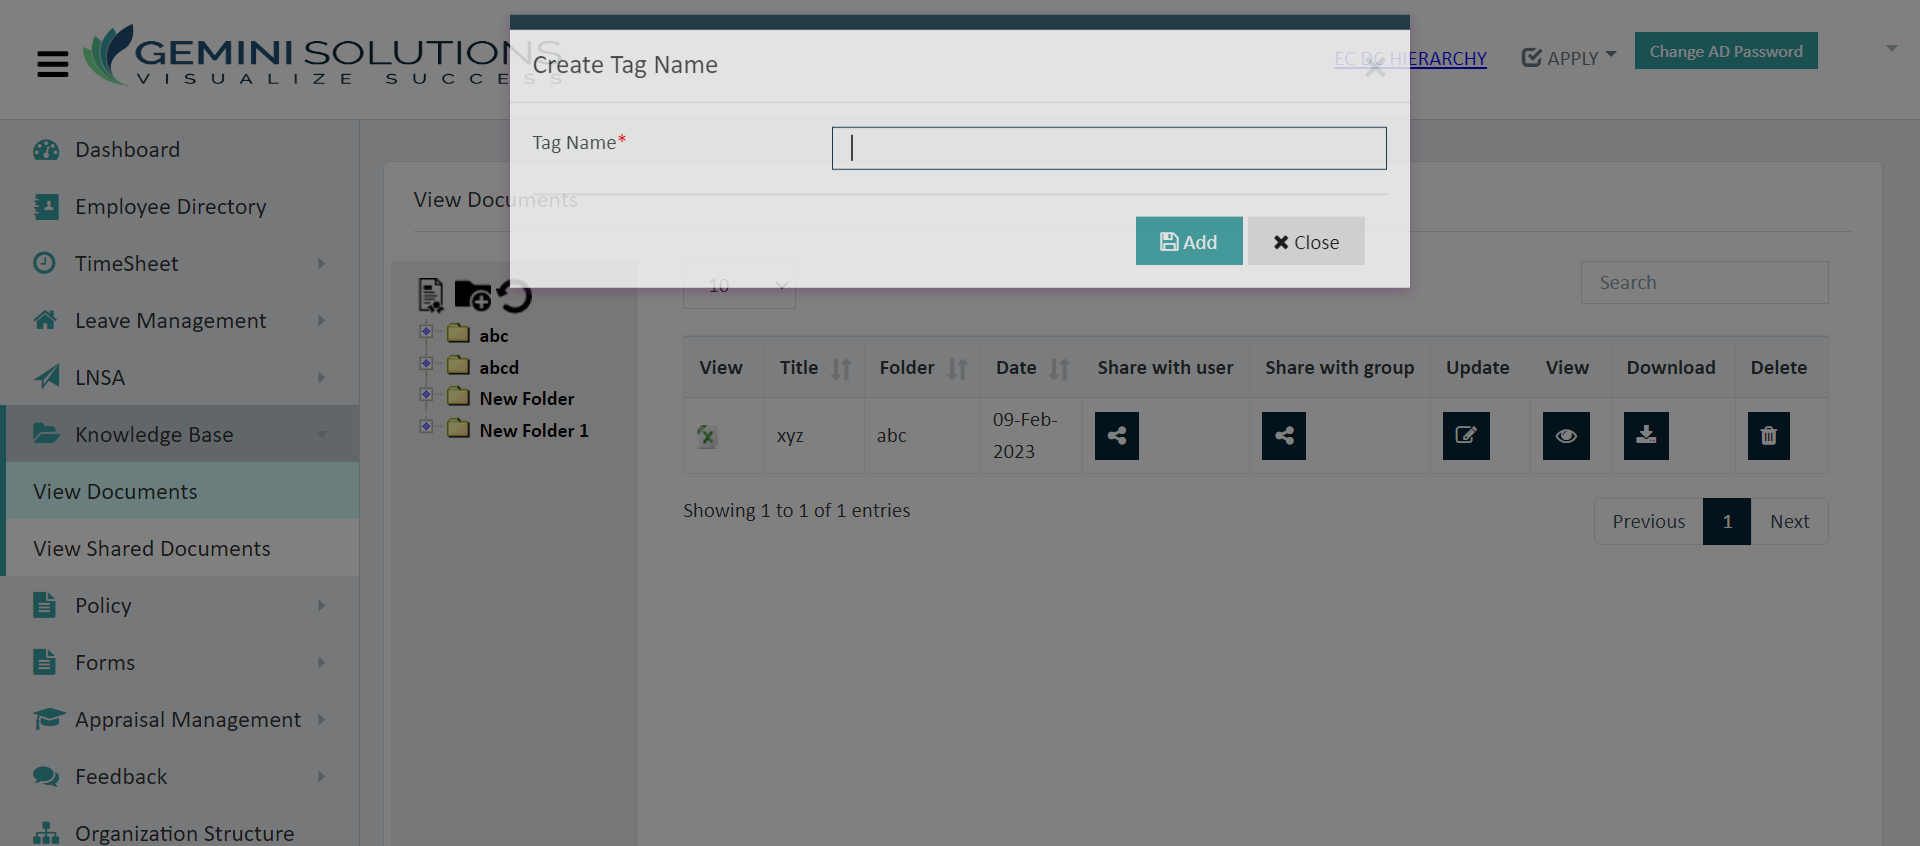 GEMINI SOLUTIONS
VISUALIZE SUCCESS
EC DG HIERARCHY
APPLY
Change AD Password
Create Tag Name
Tag Name*
Add
Close
Dashboard
Employee Directory
TimeSheet
Leave Management
LNSA
Knowledge Base
View Documents
View Shared Documents
Policy
Forms
Appraisal Management
Feedback
Organization Structure
View Documents
abc
abcd
New Folder
New Folder 1
10
Search
View Title Folder Date Share with user Share with group Update View Download Delete
xyz abc 09-Feb-
2023
Showing 1 to 1 of 1 entries
Previous 1 Next